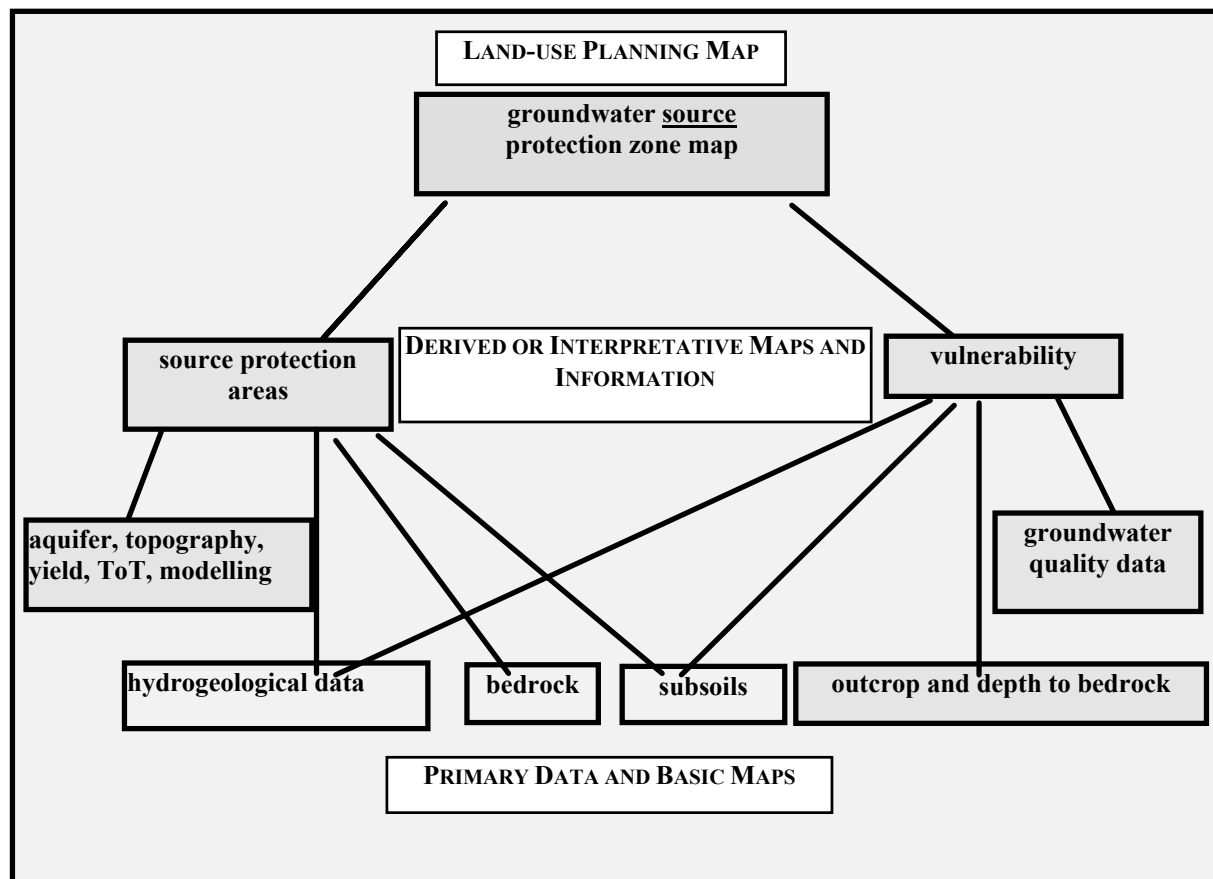 LAND-USE PLANNING MAP
groundwater source
protection zone map
source protection
areas
DERIVED OR INTERPRETATIVE MAPS AND
INFORMATION
vulnerability
aquifer, topography,
yield, ToT, modelling
groundwater
quality data
hydrogeological data
bedrock
subsoils
outcrop and depth to bedrock
PRIMARY DATA AND BASIC MAPS